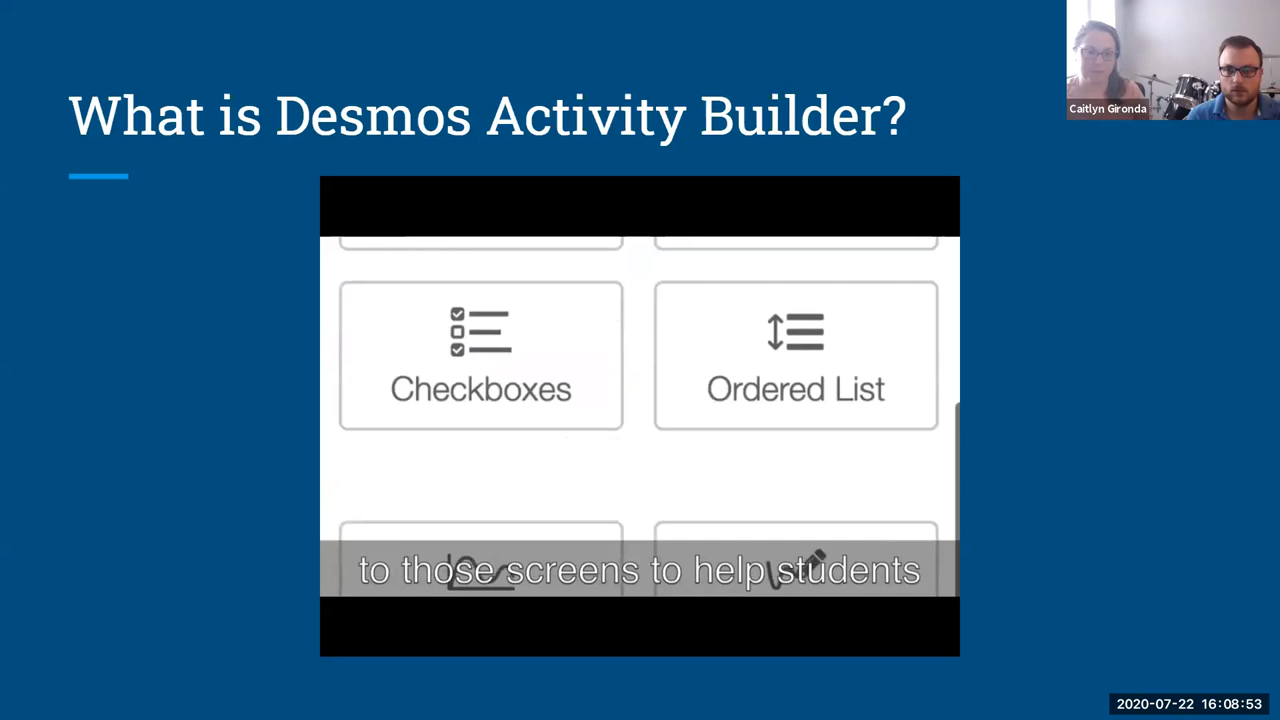 What is Desmos Activity Builder?
Caitlyn Gironda
Checkboxes
Ordered List
to those screens to help students
2020-07-22 16:08:53